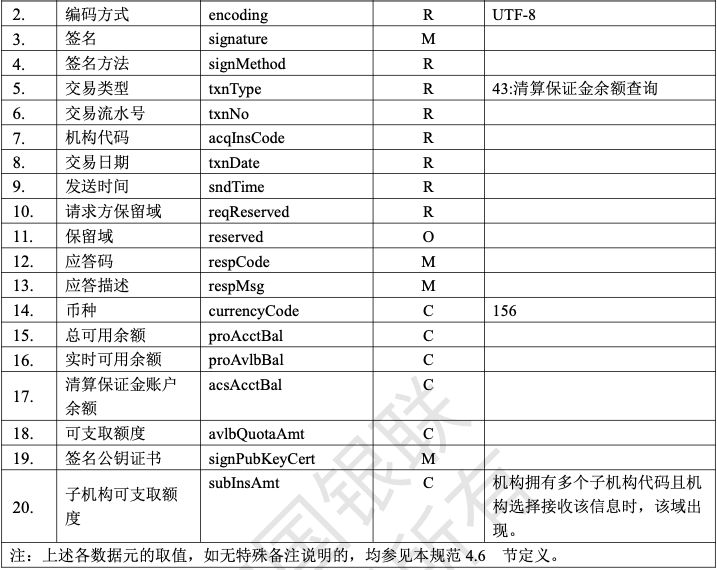 2. 编码方式 encoding R UTF-8
3. 签名 signature M
4. 签名方法 signMethod R
5. 交易类型 txnType R 43:清算保证金余额查询
6. 交易流水号 txnNo R
7. 机构代码 acqInsCode R
8. 交易日期 txnDate R
9. 发送时间 sndTime R
10. 请求方保留域 reqReserved R
11. 保留域 reserved O
12. 应答码 respCode M
13. 应答描述 respMsg M
14. 币种 currencyCode C 156
15. 总可用余额 proAcctBal C
16. 实时可用余额 proAvlbBal C
17. 清算保证金账户 acsAcctBal C
余额
18. 可支取额度 avlbQuotaAmt C
19. 签名公钥证书 signPubKeyCert M
20. 子机构可支取额 subInsAmt C 机构拥有多个子机构代码且机
度 构选择接收该信息时，该域出
现。
注：上述各数据元的取值，如无特殊备注说明的，均参见本规范 4.6 节定义。
国银联
所有